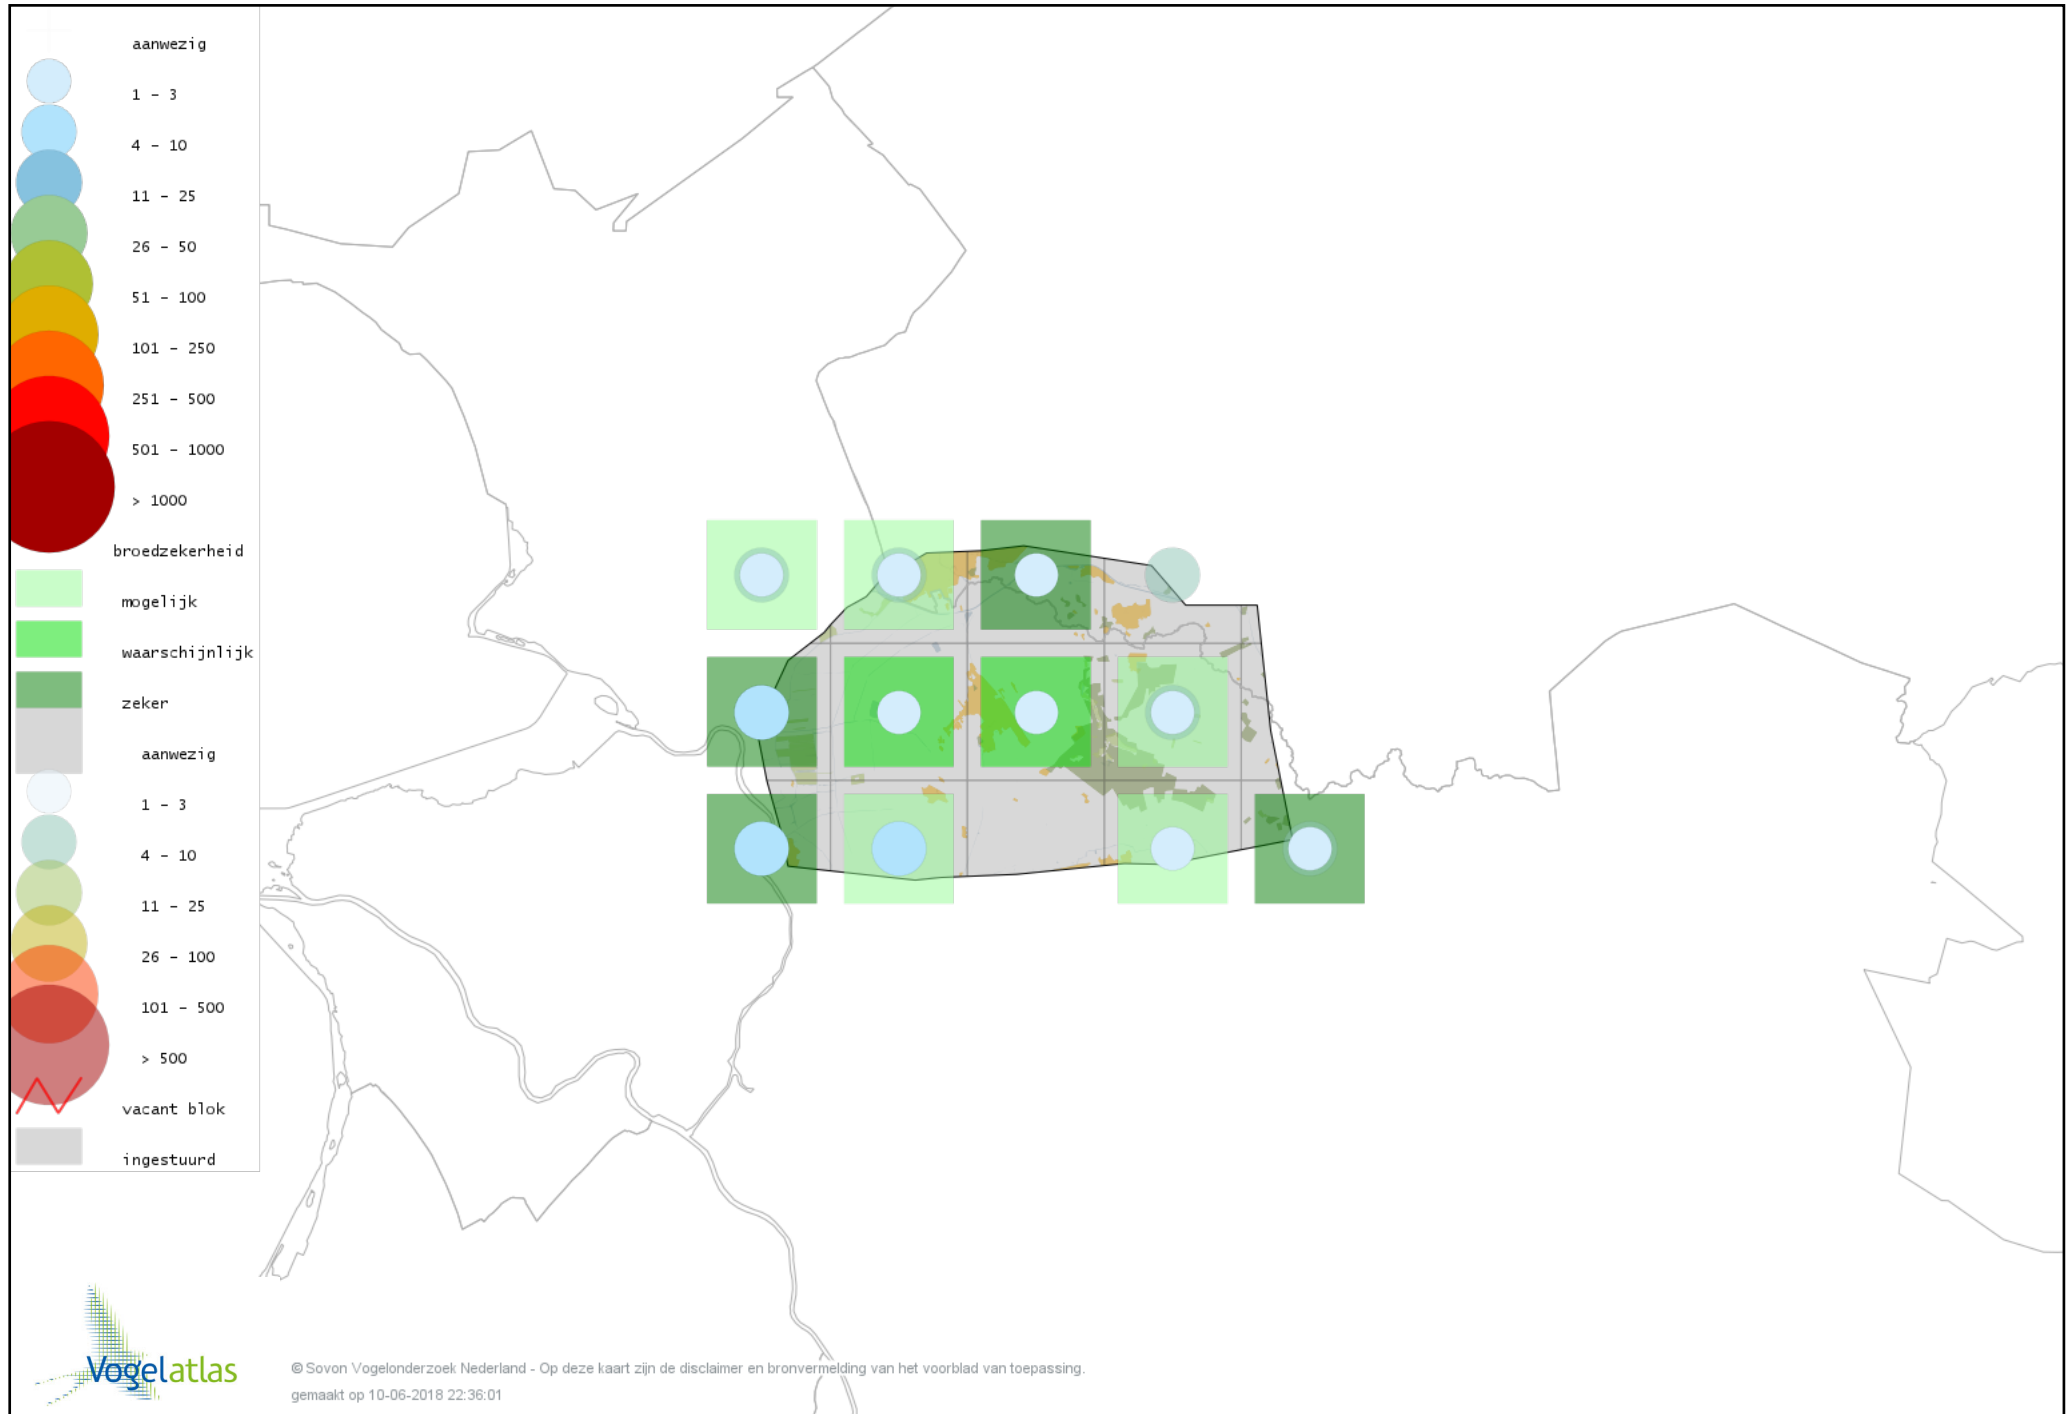 aanwezig
1 - 3
4 - 10
11 - 25
26 - 50
51 - 100
101 - 250
251 - 500
501 - 1000
> 1000
broedzekerheid
mogelijk
waarschijnlijk
zeker
aanwezig
1 - 3
4 - 10
11 - 25
26 - 100
101 - 500
> 500
vacant blok
ingestuurd
Vogelatlas
© Sovon Vogelonderzoek Nederland - Op deze kaart zijn de disclaimer en bronvermelding van het voorblad van toepassing.
gemaakt op 10-06-2018 22:36:01